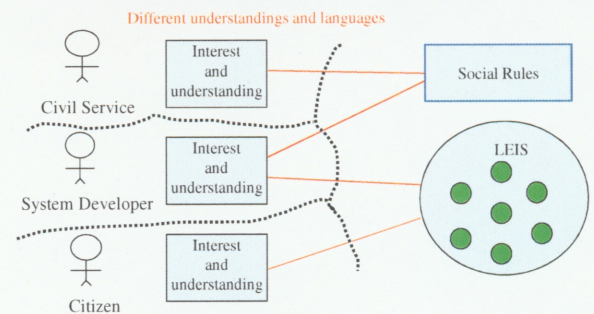 Different understandings and languages
Interest
and
understanding
Civil Service
Social Rules
Interest
and
understanding
System Developer
LEIS
Interest
and
understanding
Citizen